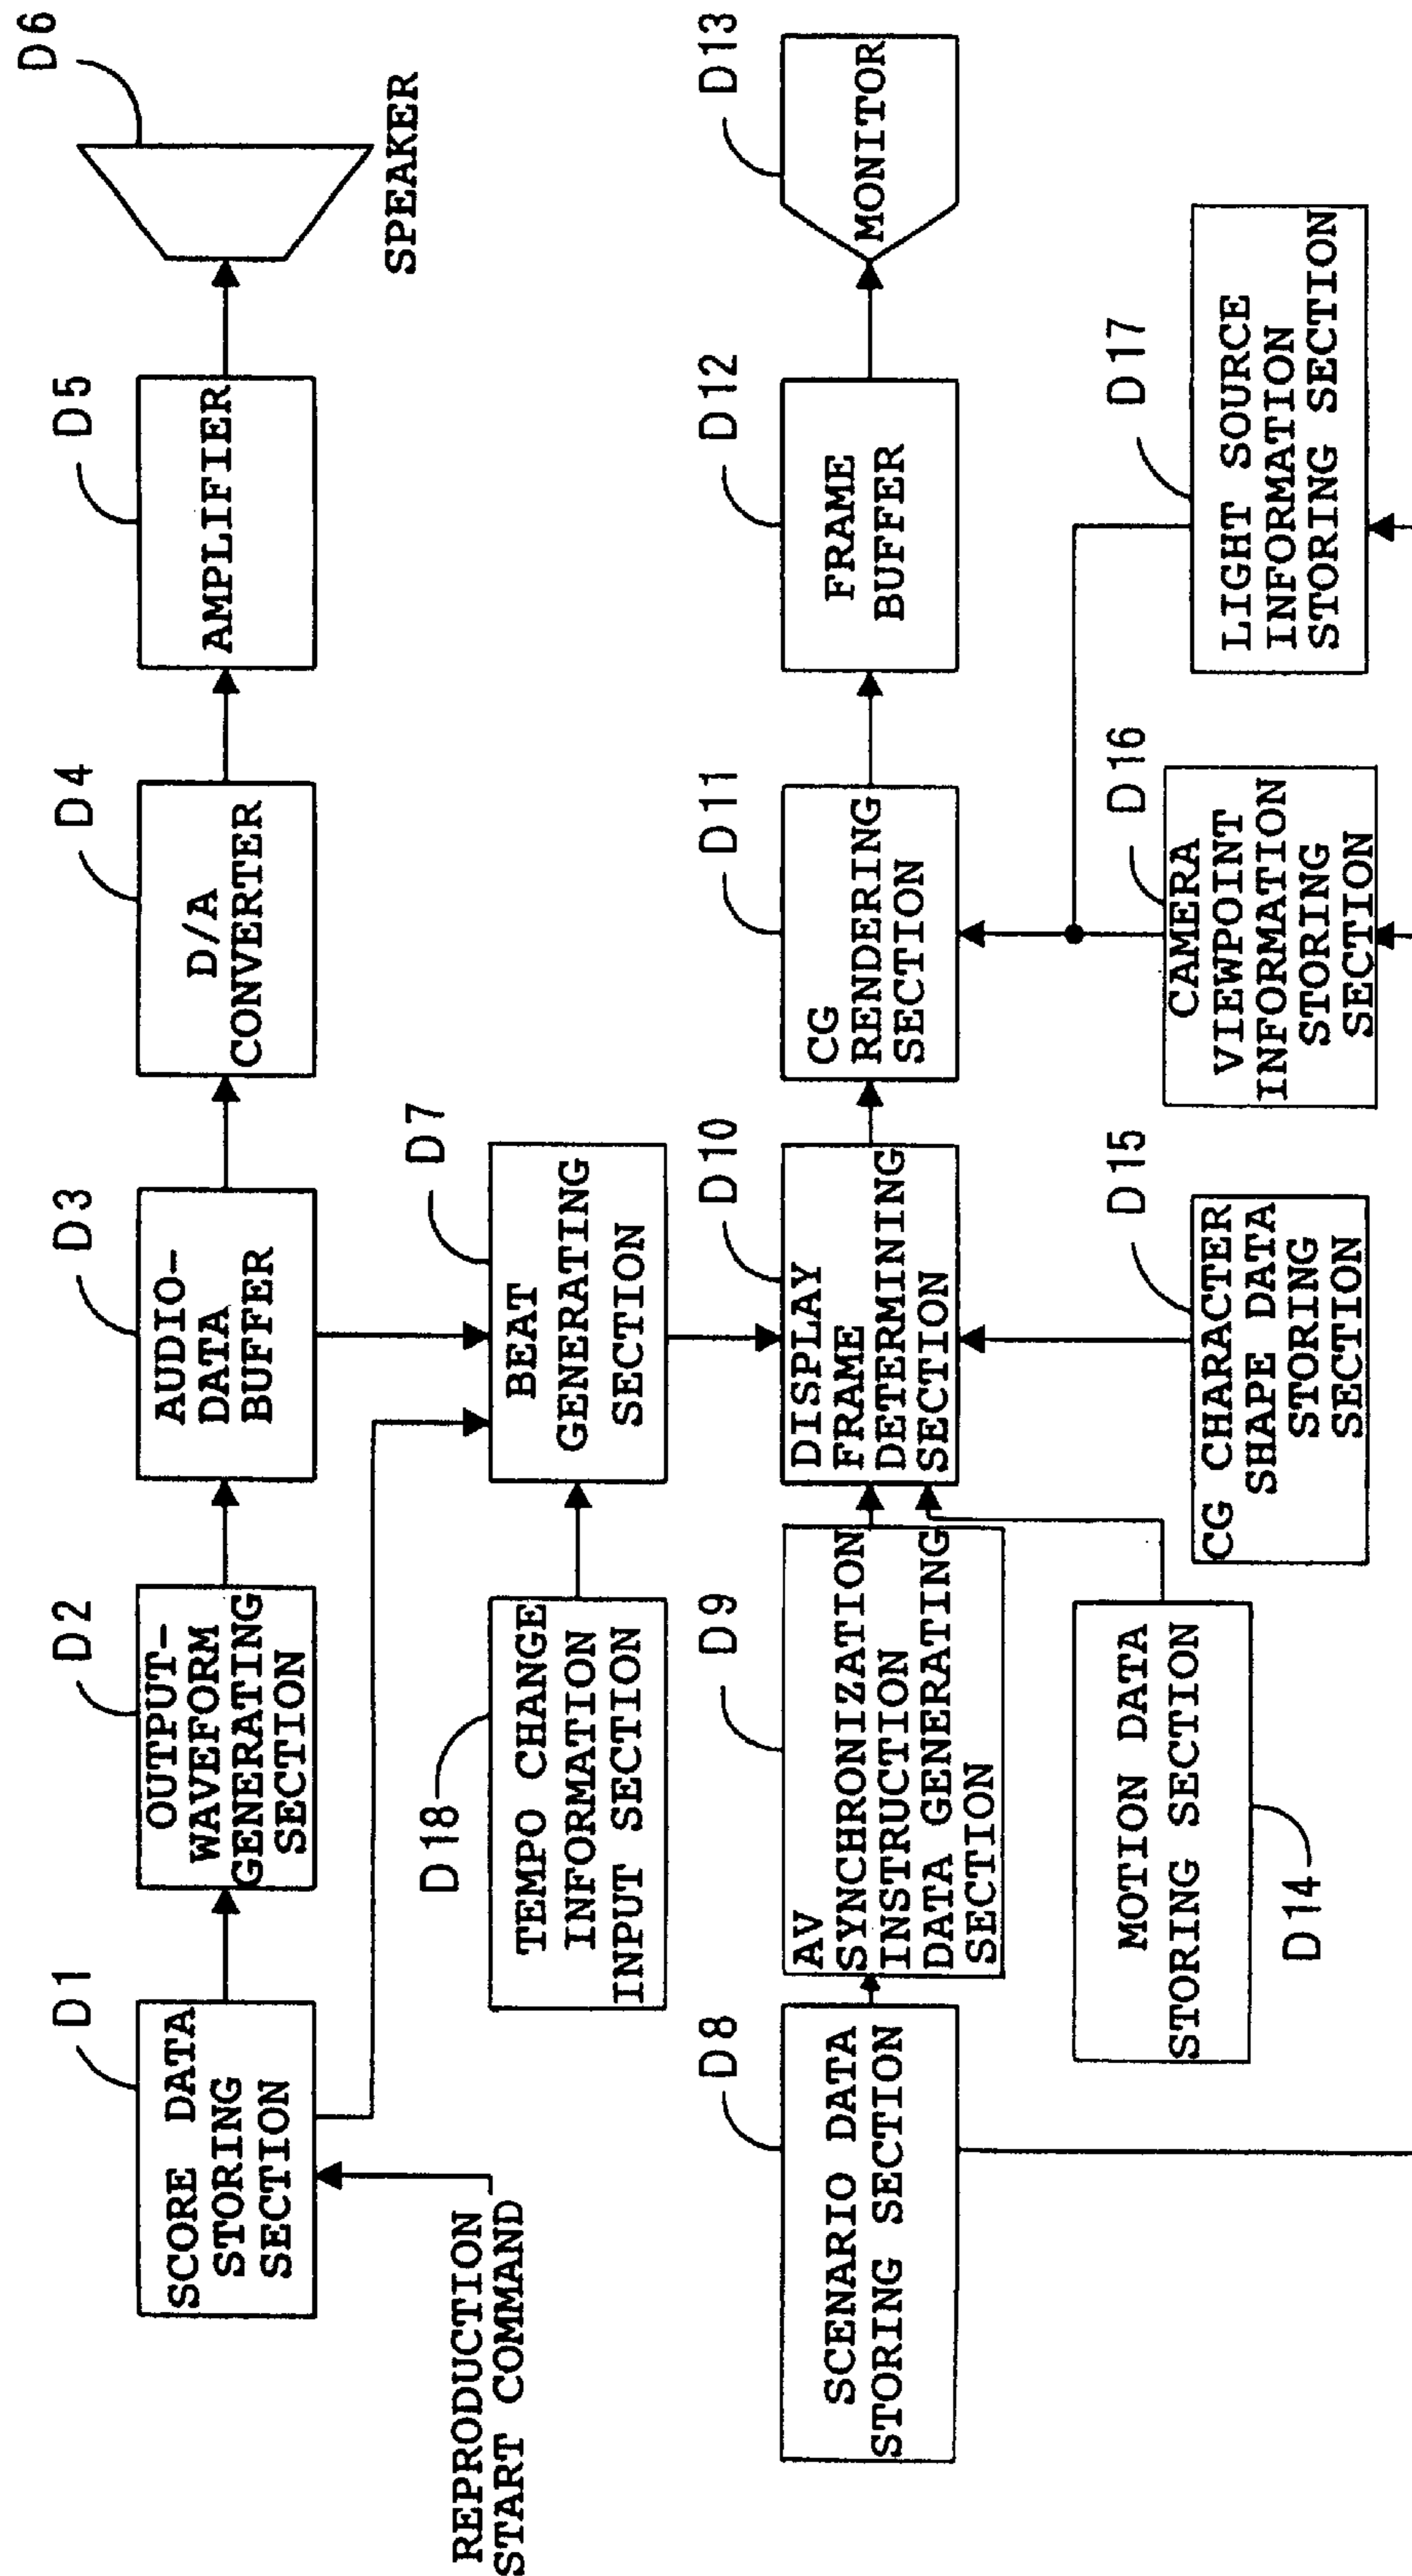 D1
SCORE DATA
STORING
SECTION
D2
OUTPUT-
WAVEFORM
GENERATING
SECTION
D3
AUDIO-
DATA
BUFFER
D4
D/A
CONVERTER
D5
AMPLIFIER
D6
SPEAKER
REPRODUCTION
START COMMAND
D18
TEMPO CHANGE
INFORMATION
INPUT SECTION
D7
BEAT
GENERATING
SECTION
D8
SCENARIO DATA
STORING SECTION
D9
AV
SYNCHRONIZATION
INSTRUCTION
DATA GENERATING
SECTION
D10
DISPLAY
FRAME
DETERMINING
SECTION
D11
CG
RENDERING
SECTION
D12
FRAME
BUFFER
D13
MONITOR
MOTION DATA
STORING SECTION
D14
D15
CG CHARACTER
SHAPE DATA
STORING
SECTION
D16
CAMERA
VIEWPOINT
INFORMATION
STORING
SECTION
D17
LIGHT SOURCE
INFORMATION
STORING SECTION